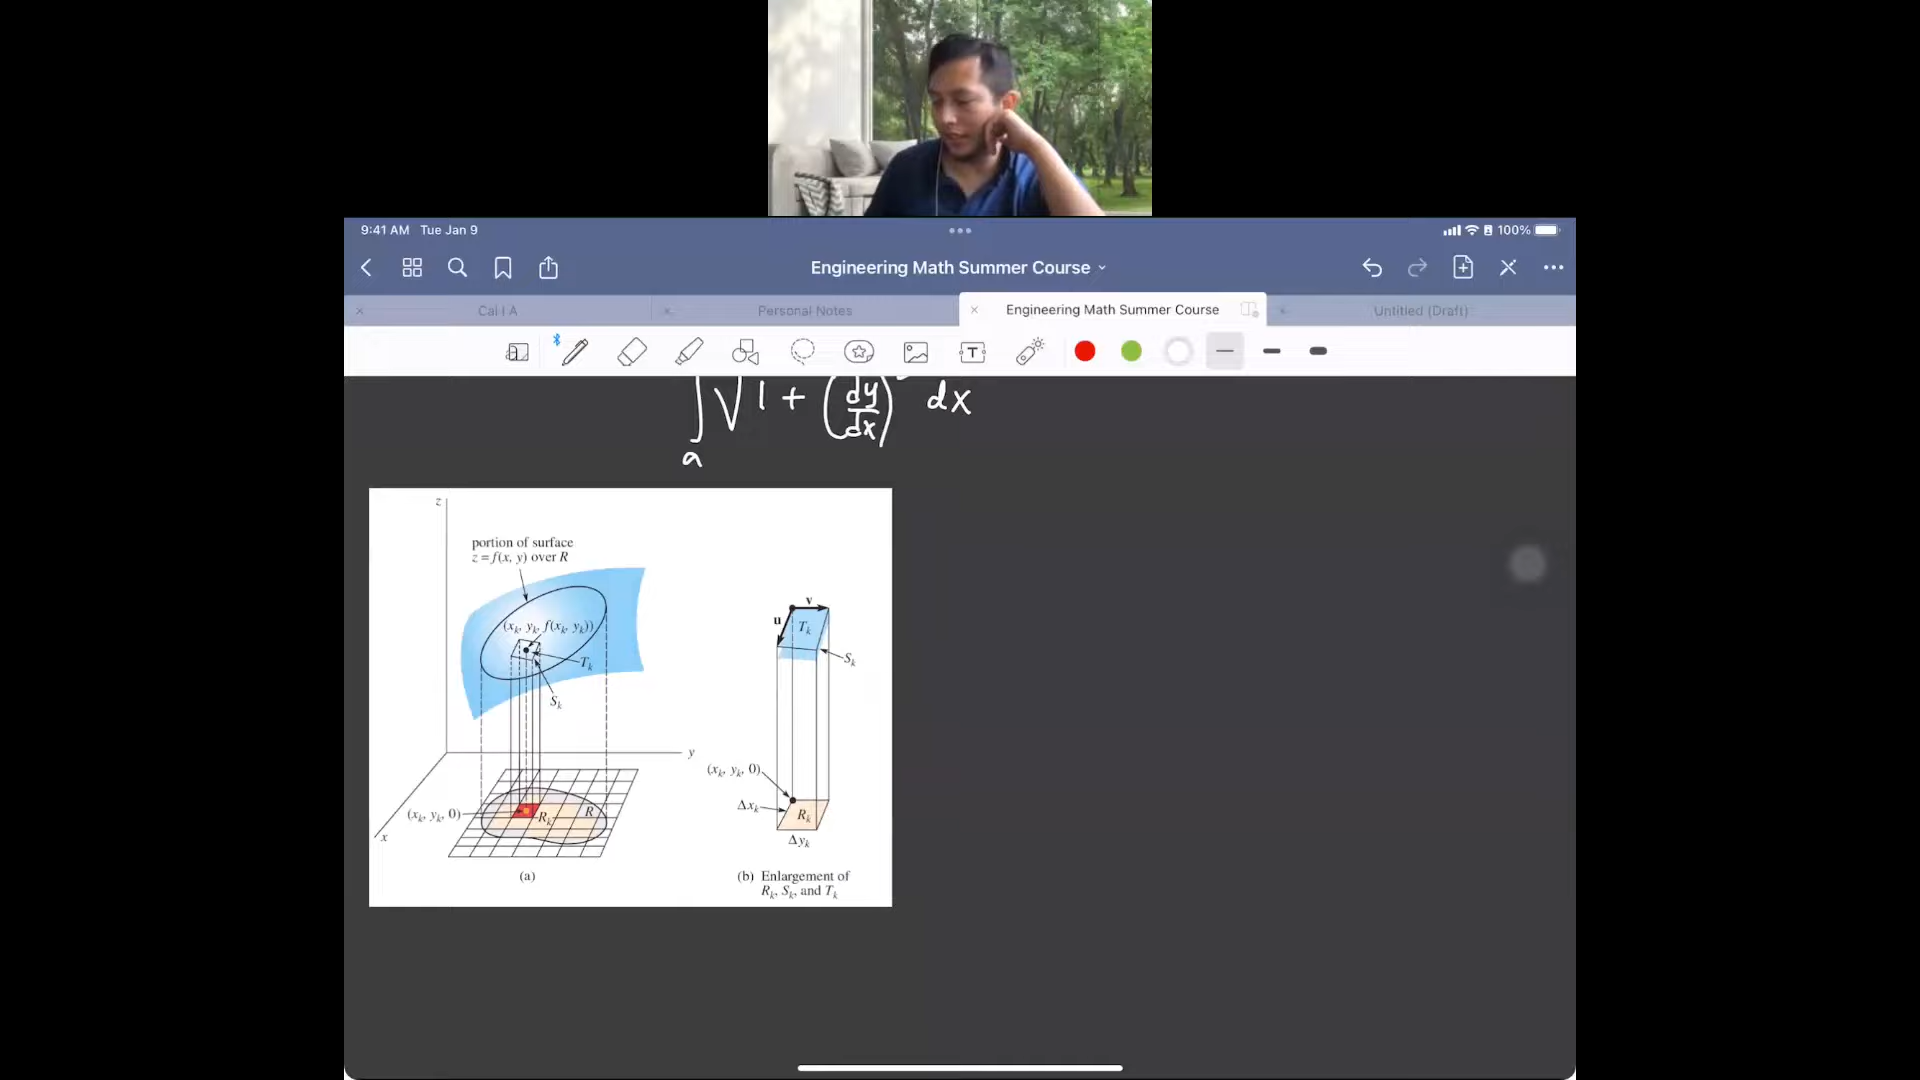 9:41 AM Tue Jan 9
100%
Engineering Math Summer Course
Cal I A
Personal Notes
Engineering Math Summer Course
Untitled (Draft)
∫ √ 1 + (dy/dx) dx
a
z
portion of surface
z = f(x, y) over R
(xk, yk, f(xk, yk))
Tk
Sk
y
(xk, yk, 0)
Rk
R
x
(a)
v
u
Tk
Sk
(xk, yk, 0)
Δxk
Rk
Δyk
(b) Enlargement of
Rk, Sk, and Tk